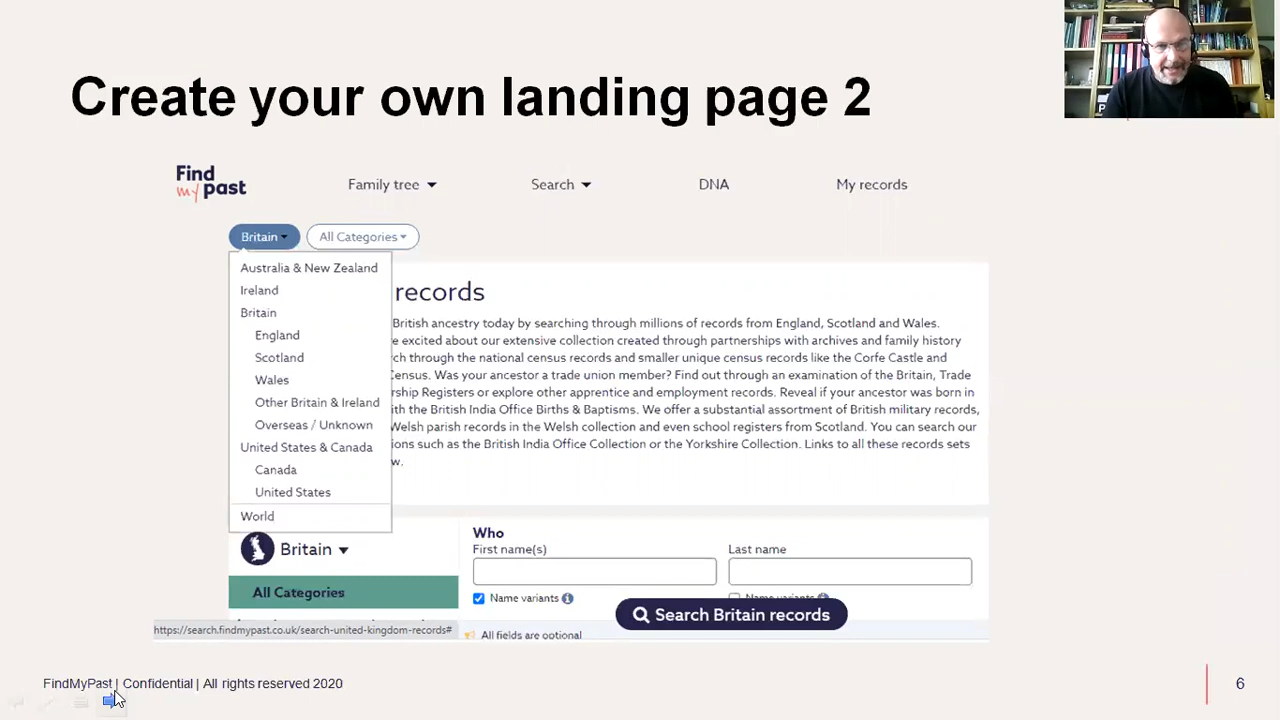 Create your own landing page 2
Find
my past
Family tree
Search
DNA
My records
Britain
All Categories
Australia & New Zealand
Ireland
Britain
England
Scotland
Wales
Other Britain & Ireland
Overseas / Unknown
United States & Canada
Canada
United States
World
records
British ancestry today by searching through millions of records from England, Scotland and Wales.
e excited about our extensive collection created through partnerships with archives and family history
rch through the national census records and smaller unique census records like the Corfe Castle and
Census. Was your ancestor a trade union member? Find out through an examination of the Britain, Trade
rship Registers or explore other apprentice and employment records. Reveal if your ancestor was born in
ith the British India Office Births & Baptisms. We offer a substantial assortment of British military records,
Welsh parish records in the Welsh collection and even school registers from Scotland. You can search our
ions such as the British India Office Collection or the Yorkshire Collection. Links to all these records sets
w.
Britain
All Categories
Who
First name(s)
Last name
Name variants
Name variants
Search Britain records
https://search.findmypast.co.uk/search-united-kingdom-records#
All fields are optional
FindMyPast | Confidential | All rights reserved 2020
6